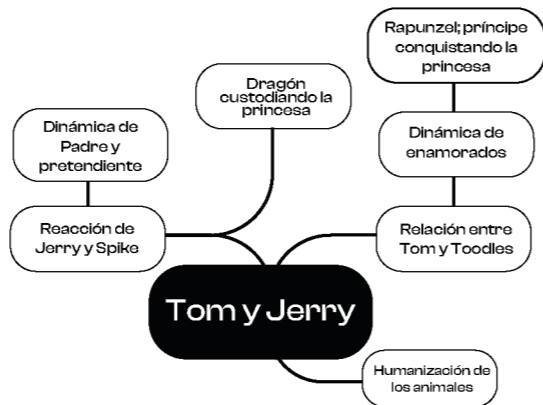 Rapunzel; príncipe
conquistando la
princesa
Dragón
custodiando la
princesa
Dinámica de
Padre y
pretendiente
Dinámica de
enamorados
Reacción de
Jerry y Spike
Relación entre
Tom y Toodles
Tom y Jerry
Humanización de
los animales